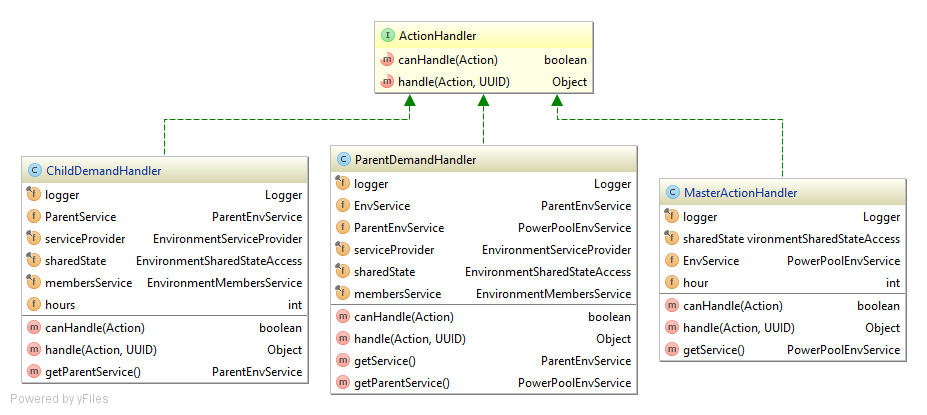 I ActionHandler
m canHandle(Action) boolean
m handle(Action, UUID) Object
C ChildDemandHandler
f logger Logger
f ParentService ParentEnvService
f serviceProvider EnvironmentServiceProvider
f sharedState EnvironmentSharedStateAccess
f membersService EnvironmentMembersService
f hours int
m canHandle(Action) boolean
m handle(Action, UUID) Object
m getParentService() ParentEnvService
C ParentDemandHandler
f logger Logger
f EnvService ParentEnvService
f ParentEnvService PowerPoolEnvService
f serviceProvider EnvironmentServiceProvider
f sharedState EnvironmentSharedStateAccess
f membersService EnvironmentMembersService
m canHandle(Action) boolean
m handle(Action, UUID) Object
m getService() ParentEnvService
m getParentService() PowerPoolEnvService
C MasterActionHandler
f logger Logger
f sharedState vironmentSharedStateAccess
f EnvService PowerPoolEnvService
f hour int
m canHandle(Action) boolean
m handle(Action, UUID) Object
m getService() PowerPoolEnvService
Powered by yFiles